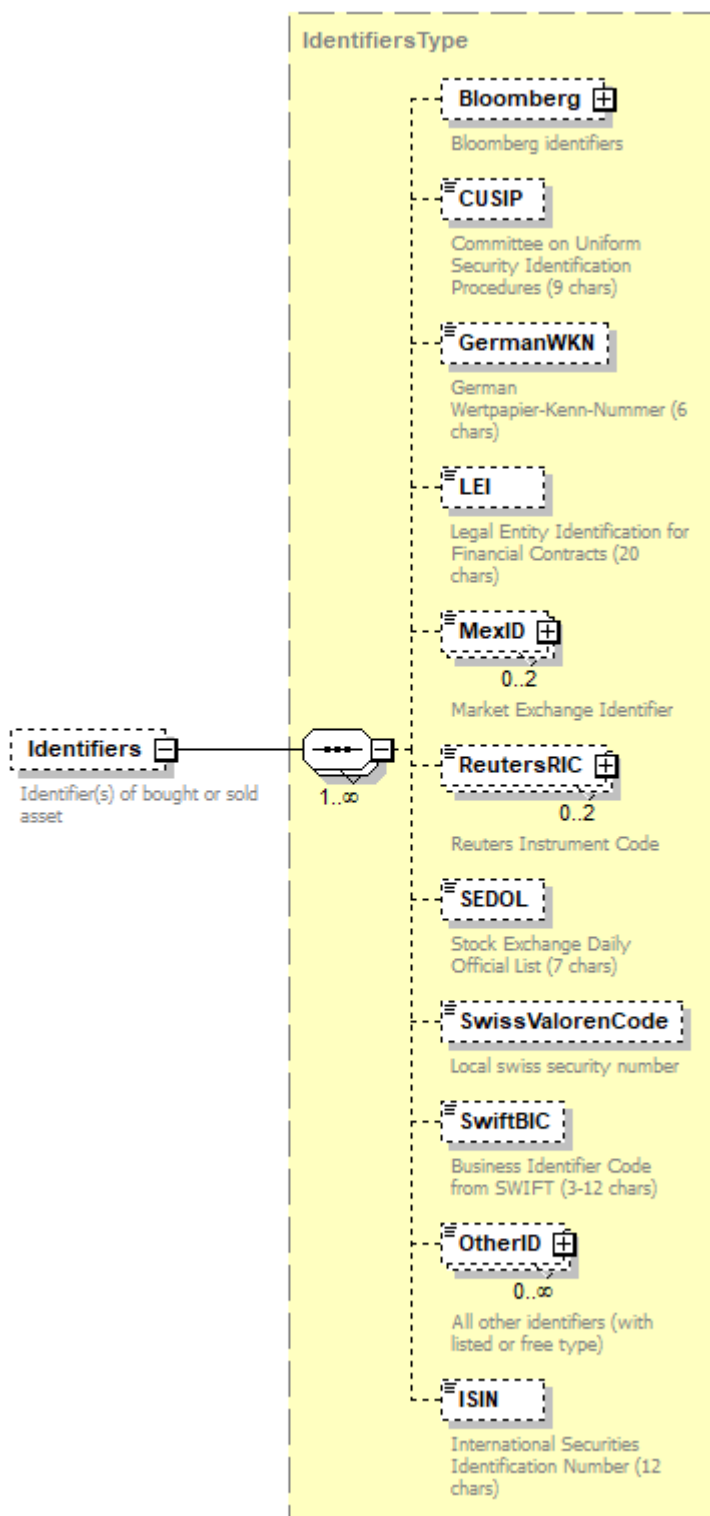 IdentifiersType
Bloomberg
Bloomberg identifiers
CUSIP
Committee on Uniform
Security Identification
Procedures (9 chars)
GermanWKN
German
Wertpapier-Kenn-Nummer (6
chars)
LEI
Legal Entity Identification for
Financial Contracts (20
chars)
MexID
0..2
Market Exchange Identifier
Identifiers
Identifier(s) of bought or sold
asset
1..∞
ReutersRIC
0..2
Reuters Instrument Code
SEDOL
Stock Exchange Daily
Official List (7 chars)
SwissValorenCode
Local swiss security number
SwiftBIC
Business Identifier Code
from SWIFT (3-12 chars)
OtherID
0..∞
All other identifiers (with
listed or free type)
ISIN
International Securities
Identification Number (12
chars)